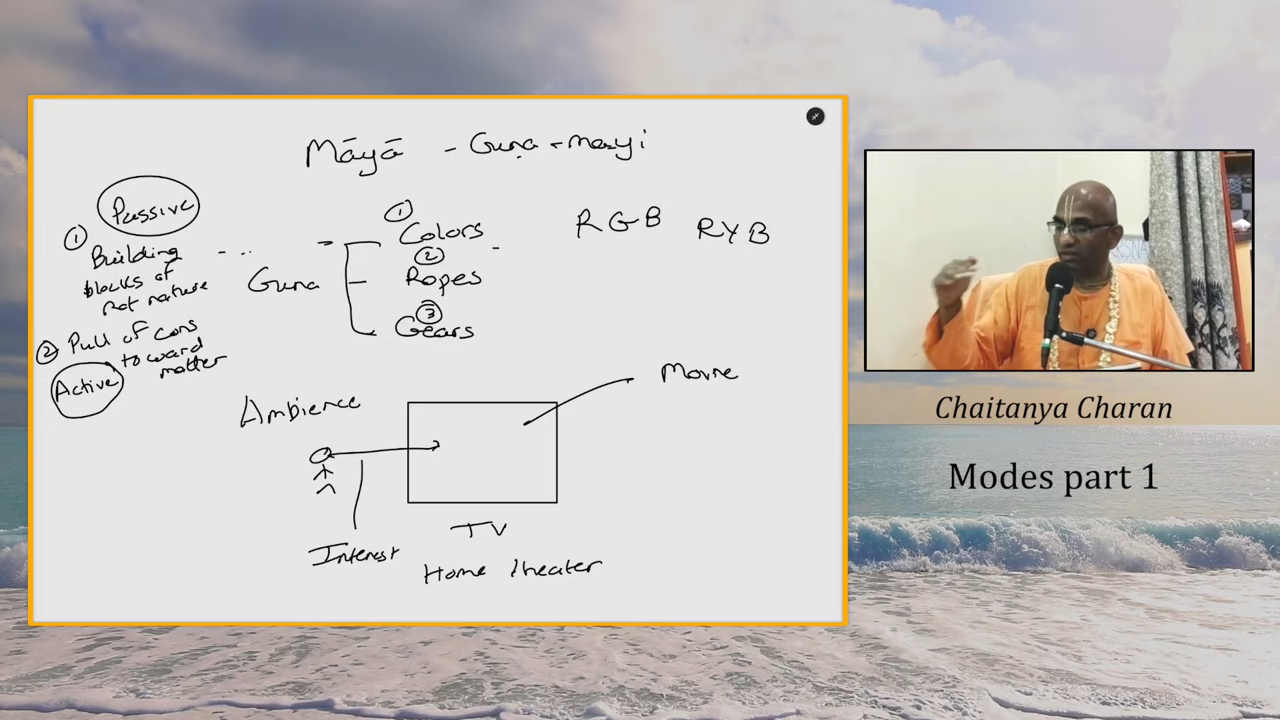 Māyā - Guṇa - mayi
Passive
① Building
blocks of
mat nature
② Pull of cons
toward
matter
Active
Guna
①
Colors
②
Ropes
③
Gears
RGB RYB
Ambience
Movie
Interest
TV
Home theater
Chaitanya Charan
Modes part 1